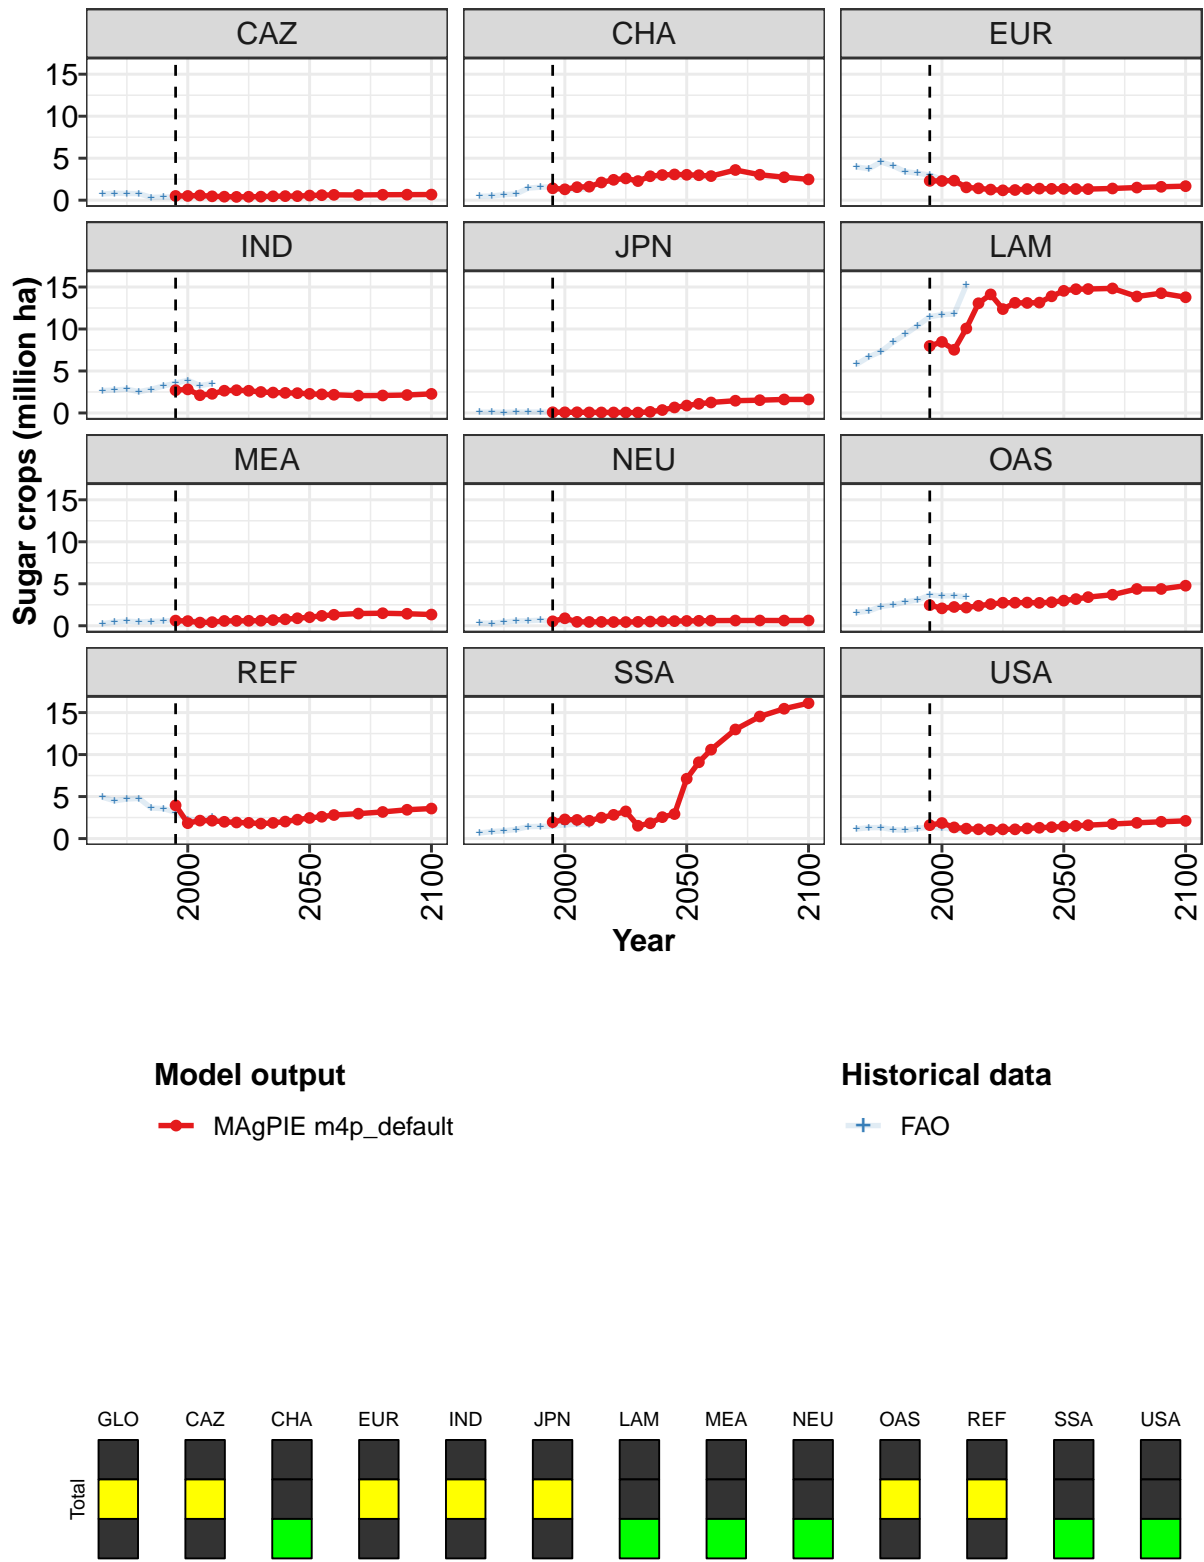 CAZ CHA EUR
15
10
5
0
IND JPN LAM
15
10
5
0
MEA NEU OAS
15
10
5
0
REF SSA USA
15
10
5
0
Sugar crops (million ha)
2000 2050 2100 2000 2050 2100 2000 2050 2100
Year
Model output Historical data
MAgPIE m4p_default FAO
GLO CAZ CHA EUR IND JPN LAM MEA NEU OAS REF SSA USA
Total